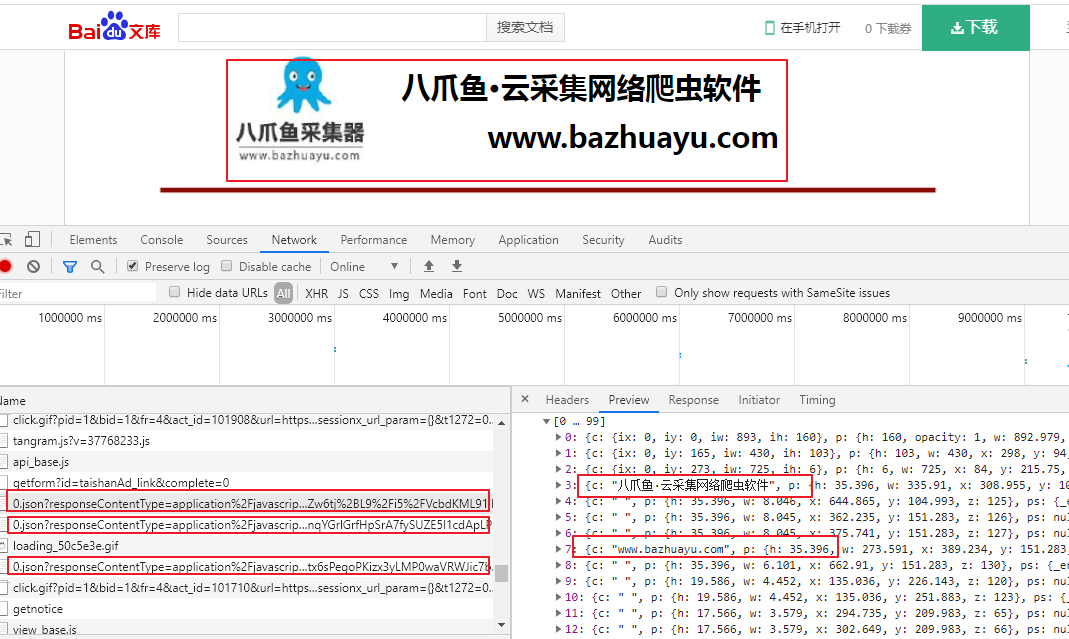 Bai du 文库 搜索文档 在手机打开 0 下载券 下载
八爪鱼·云采集网络爬虫软件
八爪鱼采集器
www.bazhuayu.com
www.bazhuayu.com
Elements Console Sources Network Performance Memory Application Security Audits
Preserve log Disable cache Online
Filter Hide data URLs All XHR JS CSS Img Media Font Doc WS Manifest Other Only show requests with SameSite issues
1000000 ms 2000000 ms 3000000 ms 4000000 ms 5000000 ms 6000000 ms 7000000 ms 8000000 ms 9000000 ms
Name
click.gif?pid=1&bid=1&fr=4&act_id=101908&url=https...sessionx_url_param={}&t1272=0..
tangram.js?v=37768233.js
api_base.js
getform?id=taishanAd_link&complete=0
0.json?responseContentType=application%2Fjavascrip...Zw6tj%2BL9%2Fi5%2FVcbdKML91
0.json?responseContentType=application%2Fjavascrip...nqYGrIGrfHpSrA7fySUZE5I1cdApLP
loading_50c5e3e.gif
0.json?responseContentType=application%2Fjavascrip...tx6sPegoPKizx3yLMP0waVRWJic7b
click.gif?pid=1&bid=1&fr=4&act_id=101710&url=https...sessionx_url_param={}&t1272=0..
getnotice
view_base.js
× Headers Preview Response Initiator Timing
[0 … 99]
0: {c: {ix: 0, iy: 0, iw: 893, ih: 160}, p: {h: 160, opacity: 1, w: 892.979,
1: {c: {ix: 0, iy: 165, iw: 430, ih: 103}, p: {h: 103, w: 430, x: 298, y: 94,
2: {c: {ix: 0, iy: 273, iw: 725, ih: 6}, p: {h: 6, w: 725, x: 84, y: 215.75,
3: {c: "八爪鱼·云采集网络爬虫软件", p: {h: 35.396, w: 335.91, x: 308.955, y: 10
4: {c: " ", p: {h: 35.396, w: 8.046, x: 644.865, y: 104.993, z: 125}, ps: {_e
5: {c: " ", p: {h: 35.396, w: 8.045, x: 362.235, y: 151.283, z: 126}, ps: nul
6: {c: " ", p: {h: 35.396, w: 8.045, x: 375.741, y: 151.283, z: 127}, ps: nul
7: {c: "www.bazhuayu.com", p: {h: 35.396, w: 273.591, x: 389.234, y: 151.283
8: {c: " ", p: {h: 35.396, w: 6.101, x: 662.91, y: 151.283, z: 130}, ps: {_en
9: {c: " ", p: {h: 19.586, w: 4.452, x: 135.036, y: 226.143, z: 120}, ps: nul
10: {c: " ", p: {h: 19.586, w: 4.452, x: 135.036, y: 251.883, z: 123}, ps: {_
11: {c: " ", p: {h: 17.566, w: 3.579, x: 294.735, y: 209.983, z: 65}, ps: nul
12: {c: " ", p: {h: 17.566, w: 3.579, x: 302.649, y: 209.983, z: 66}, ps: nul